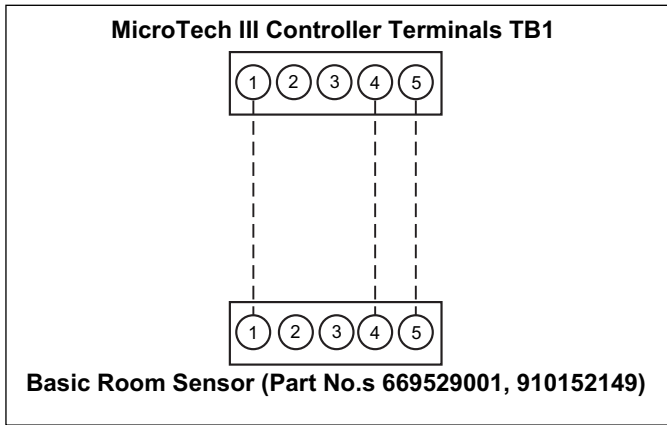 MicroTech III Controller Terminals TB1
1 2 3 4 5
1 2 3 4 5
Basic Room Sensor (Part No.s 669529001, 910152149)